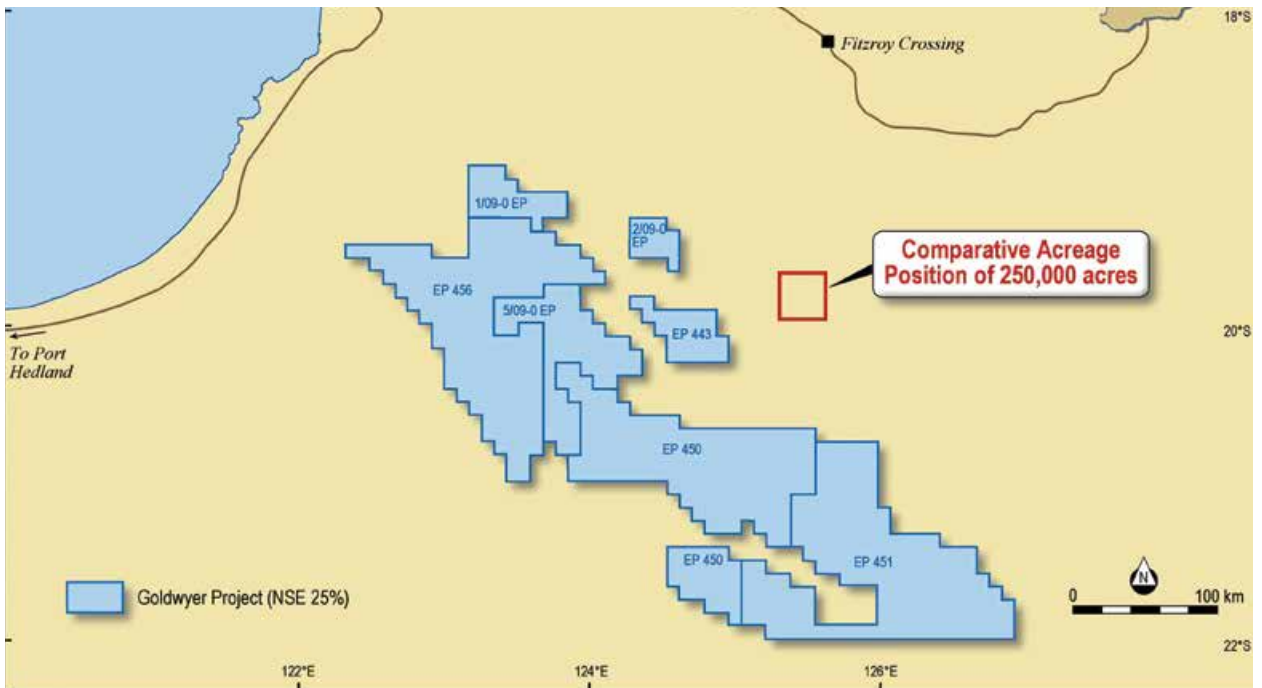 18°S
Fitzroy Crossing
1/09-0 EP
2/09-0
EP
Comparative Acreage
Position of 250,000 acres
EP 456
5/09-0 EP
EP 443
20°S
To Port
Hedland
EP 450
EP 450
EP 451
N
Goldwyer Project (NSE 25%)
0 100 km
22°S
122°E
124°E
126°E